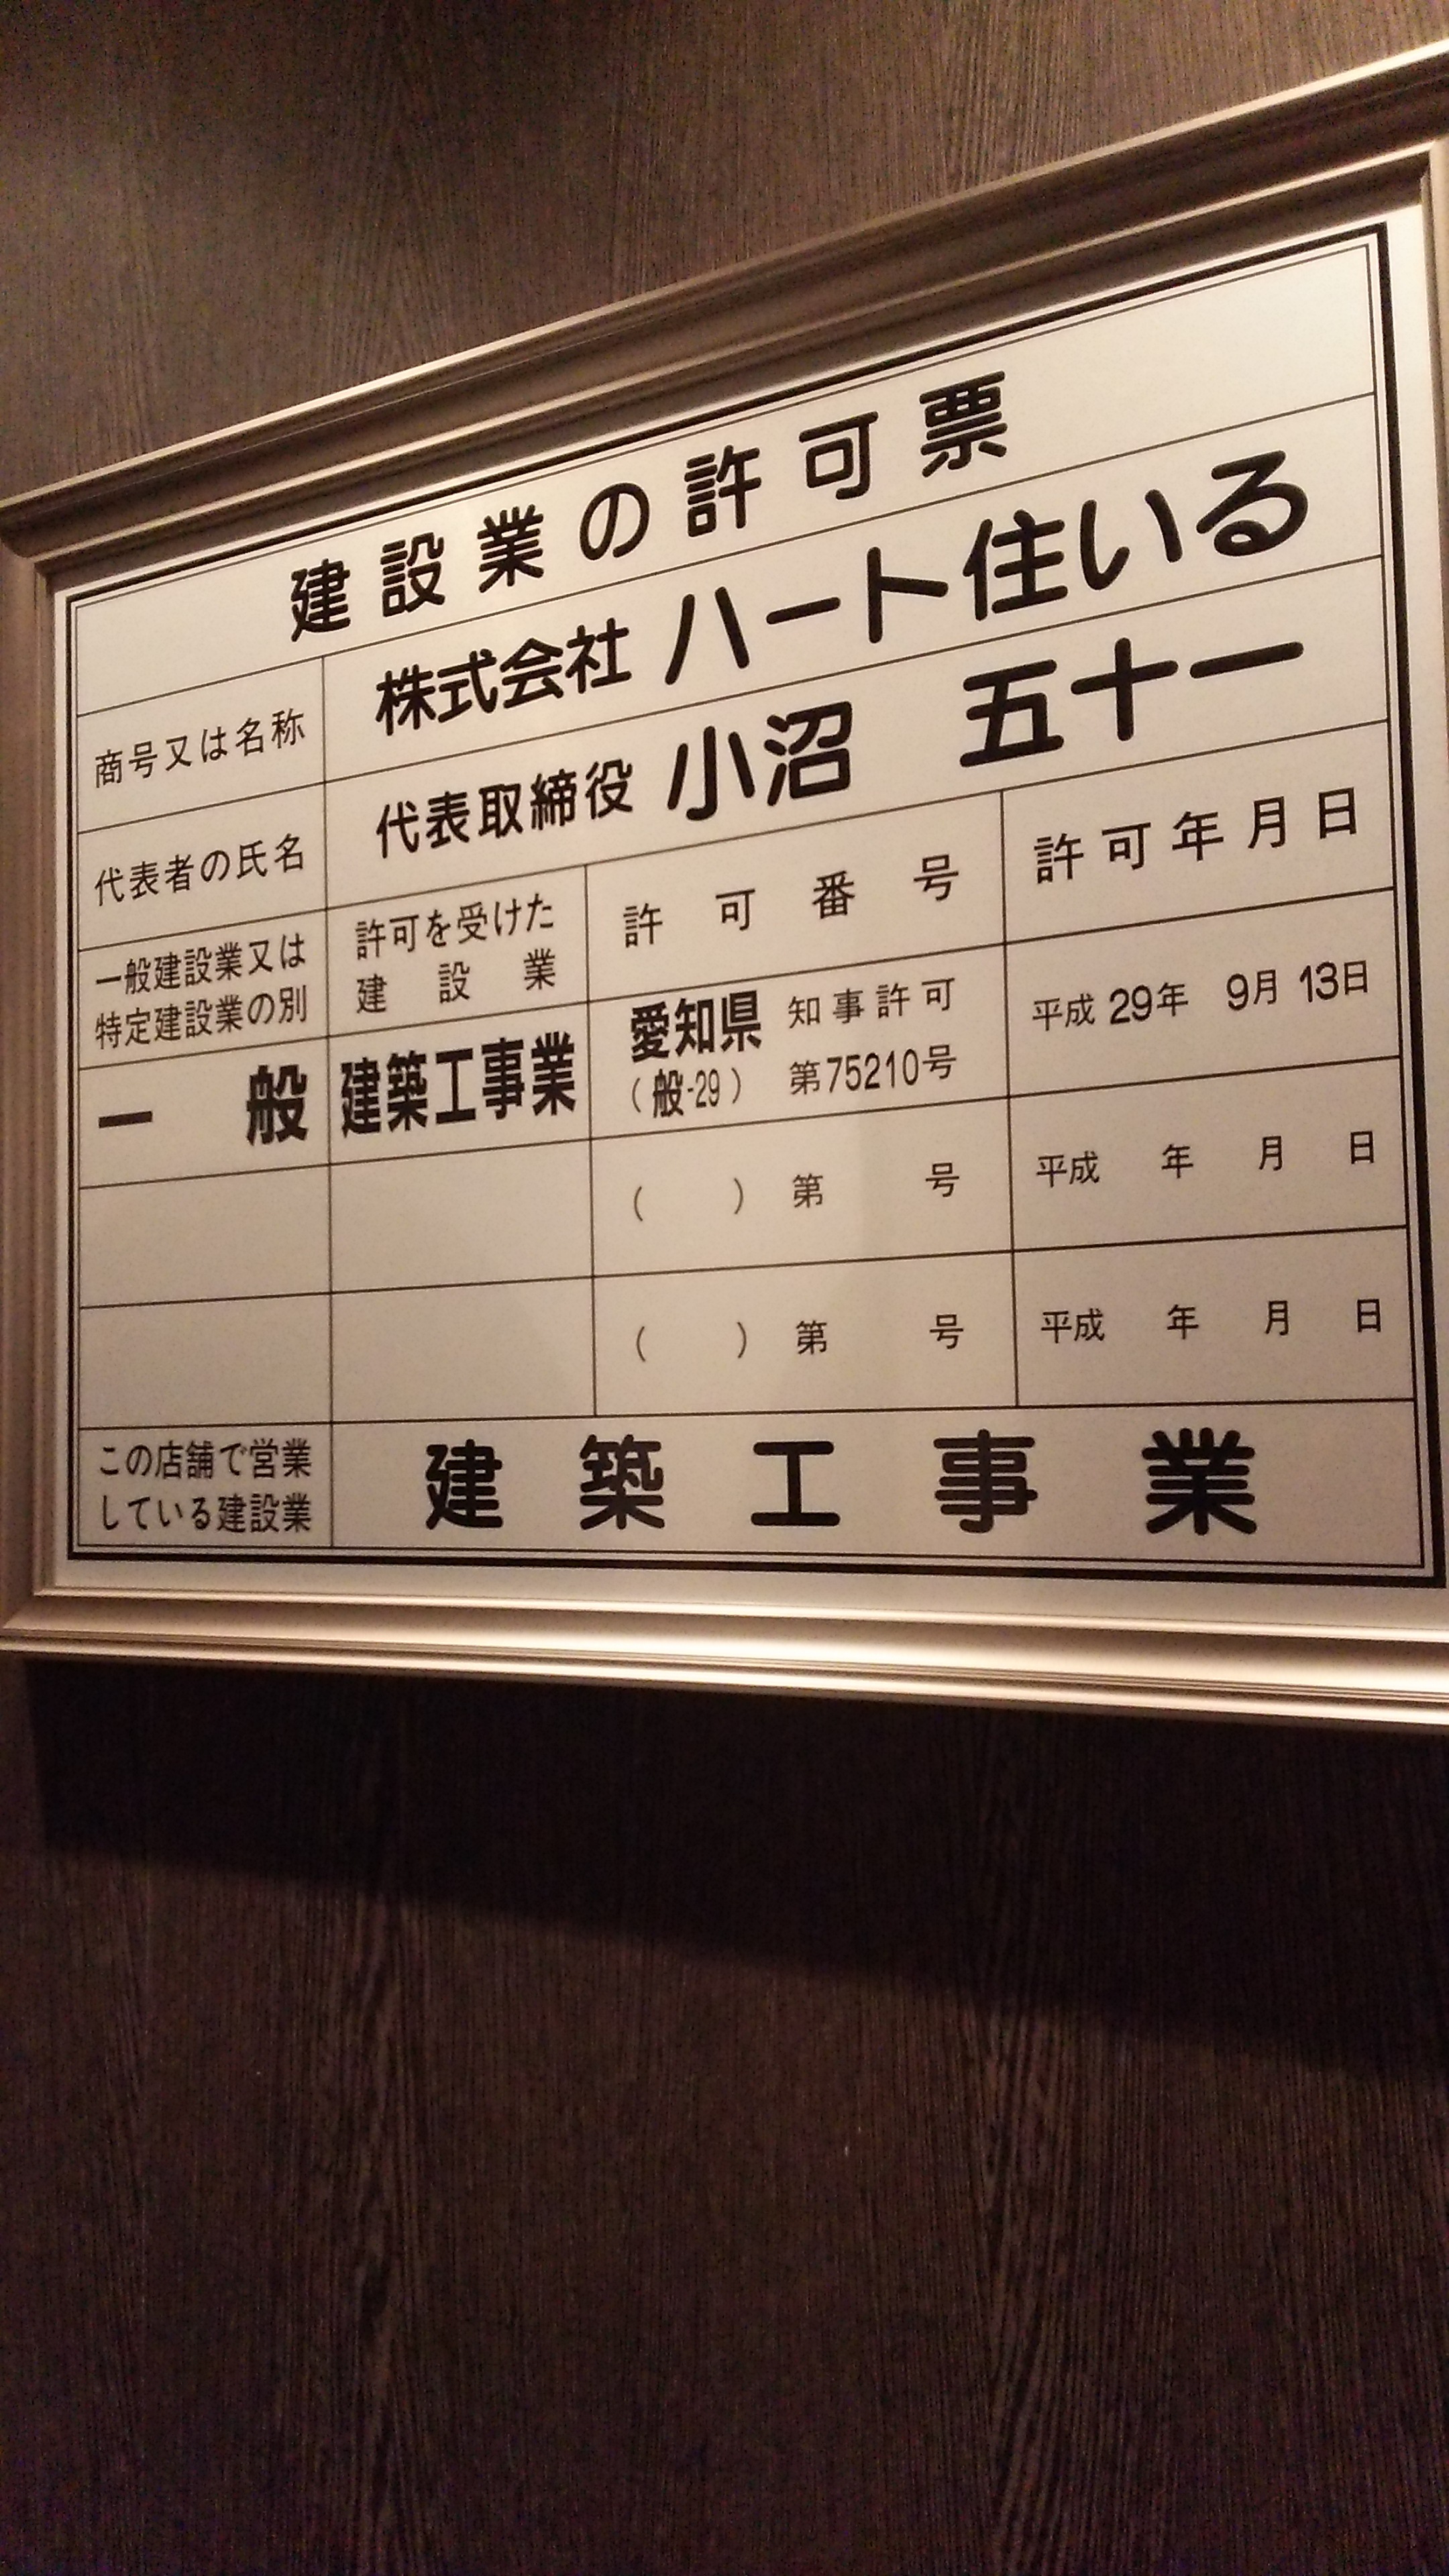 建設業の許可票
商号又は名称 株式会社 ハート住いる
代表者の氏名 代表取締役 小沼 五十一
一般建設業又は
特定建設業の別
許可を受けた
建設業
許可番号
許可年月日
一般
建築工事業
愛知県 知事許可
(般-29) 第75210号
平成29年 9月13日
( ) 第 号
平成 年 月 日
( ) 第 号
平成 年 月 日
この店舗で営業
している建設業
建築工事業